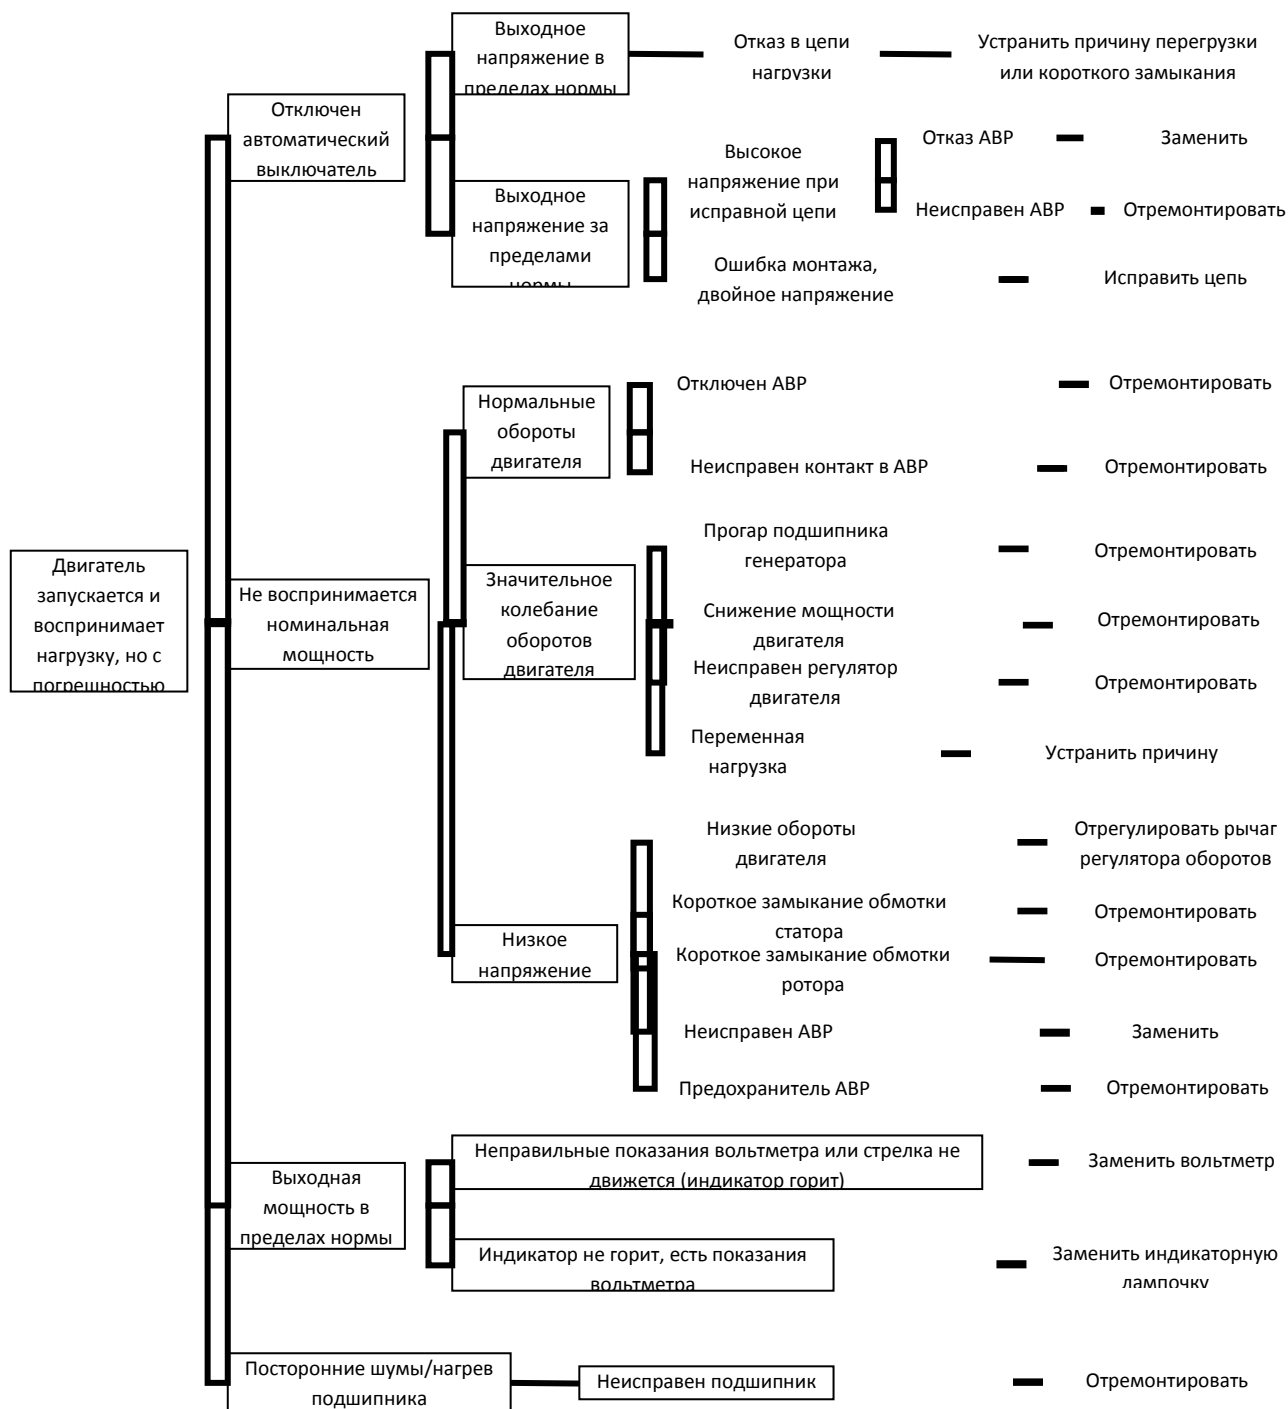 Выходное
напряжение в
пределах нормы
Отказ в цепи
нагрузки
Устранить причину перегрузки
или короткого замыкания
Отключен
автоматический
выключатель
Выходное
напряжение за
пределами
нормы
Высокое
напряжение при
исправной цепи
Отказ АВР
Заменить
Неисправен АВР
Отремонтировать
Ошибка монтажа,
двойное напряжение
Исправить цепь
Двигатель
запускается и
воспринимает
нагрузку, но с
погрешностью
Не воспринимается
номинальная
мощность
Нормальные
обороты
двигателя
Отключен АВР
Отремонтировать
Неисправен контакт в АВР
Отремонтировать
Значительное
колебание
оборотов
двигателя
Прогар подшипника
генератора
Отремонтировать
Снижение мощности
двигателя
Отремонтировать
Неисправен регулятор
двигателя
Отремонтировать
Переменная
нагрузка
Устранить причину
Низкое
напряжение
Низкие обороты
двигателя
Отрегулировать рычаг
регулятора оборотов
Короткое замыкание обмотки
статора
Отремонтировать
Короткое замыкание обмотки
ротора
Отремонтировать
Неисправен АВР
Заменить
Предохранитель АВР
Отремонтировать
Выходная
мощность в
пределах нормы
Неправильные показания вольтметра или стрелка не
движется (индикатор горит)
Заменить вольтметр
Индикатор не горит, есть показания
вольтметра
Заменить индикаторную
лампочку
Посторонние шумы/нагрев
подшипника
Неисправен подшипник
Отремонтировать